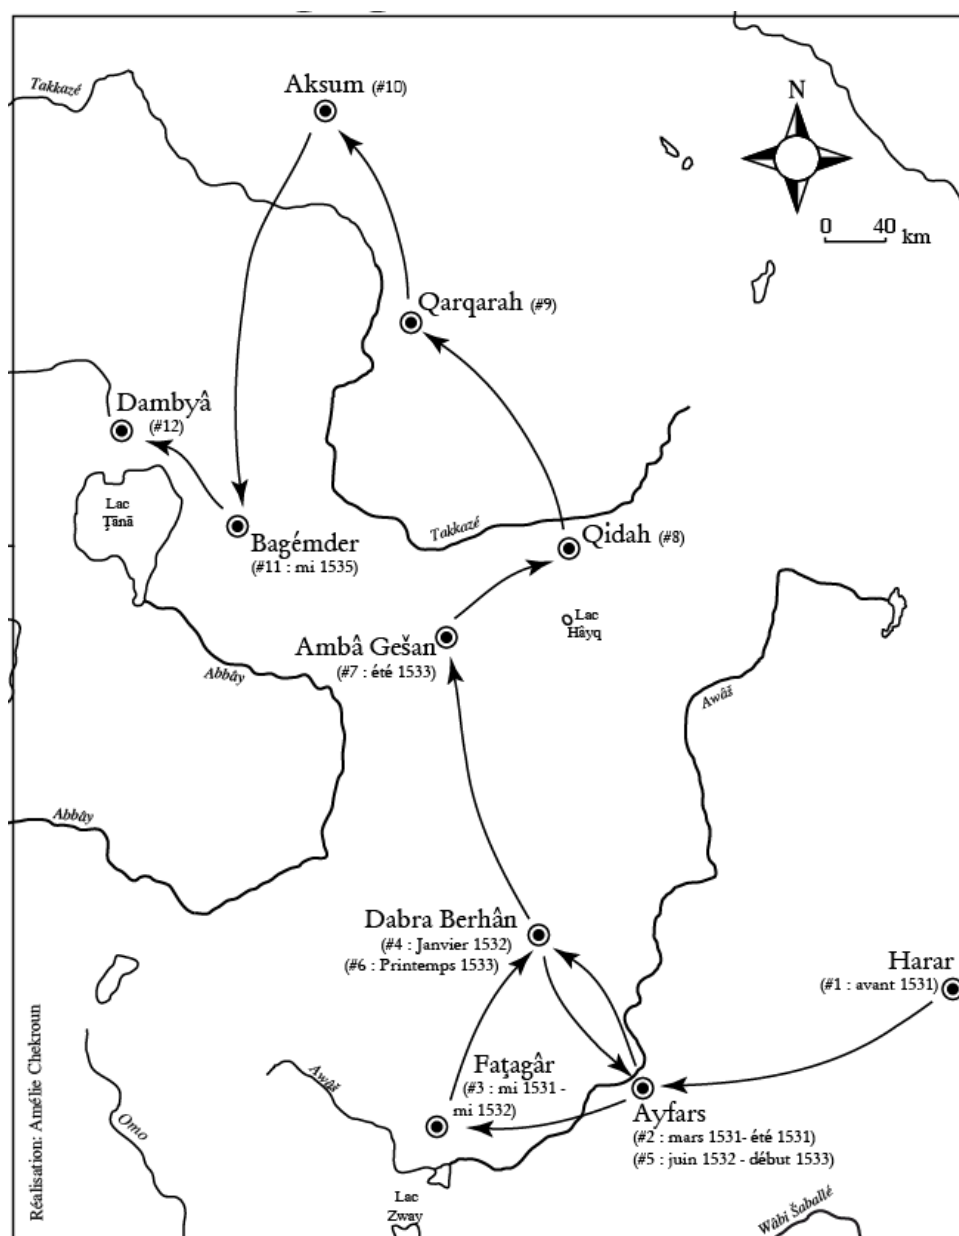 Takkazé
Aksum (#10)
N
0 40 km
Qarqarah (#9)
Dambyâ
(#12)
Lac
Ṭānā
Bagémder
(#11 : mi 1535)
Takkazé
Qidah (#8)
Lac
Hâyq
Ambâ Gešan
(#7 : été 1533)
Abbây
Awâš
Abbây
Dabra Berhân
(#4 : Janvier 1532)
(#6 : Printemps 1533)
Harar
(#1 : avant 1531)
Faṭagâr
(#3 : mi 1531 -
mi 1532)
Awâš
Ayfars
(#2 : mars 1531- été 1531)
(#5 : juin 1532 - début 1533)
Omo
Lac
Zway
Wâbi Šaballé
Réalisation: Amélie Chekroun